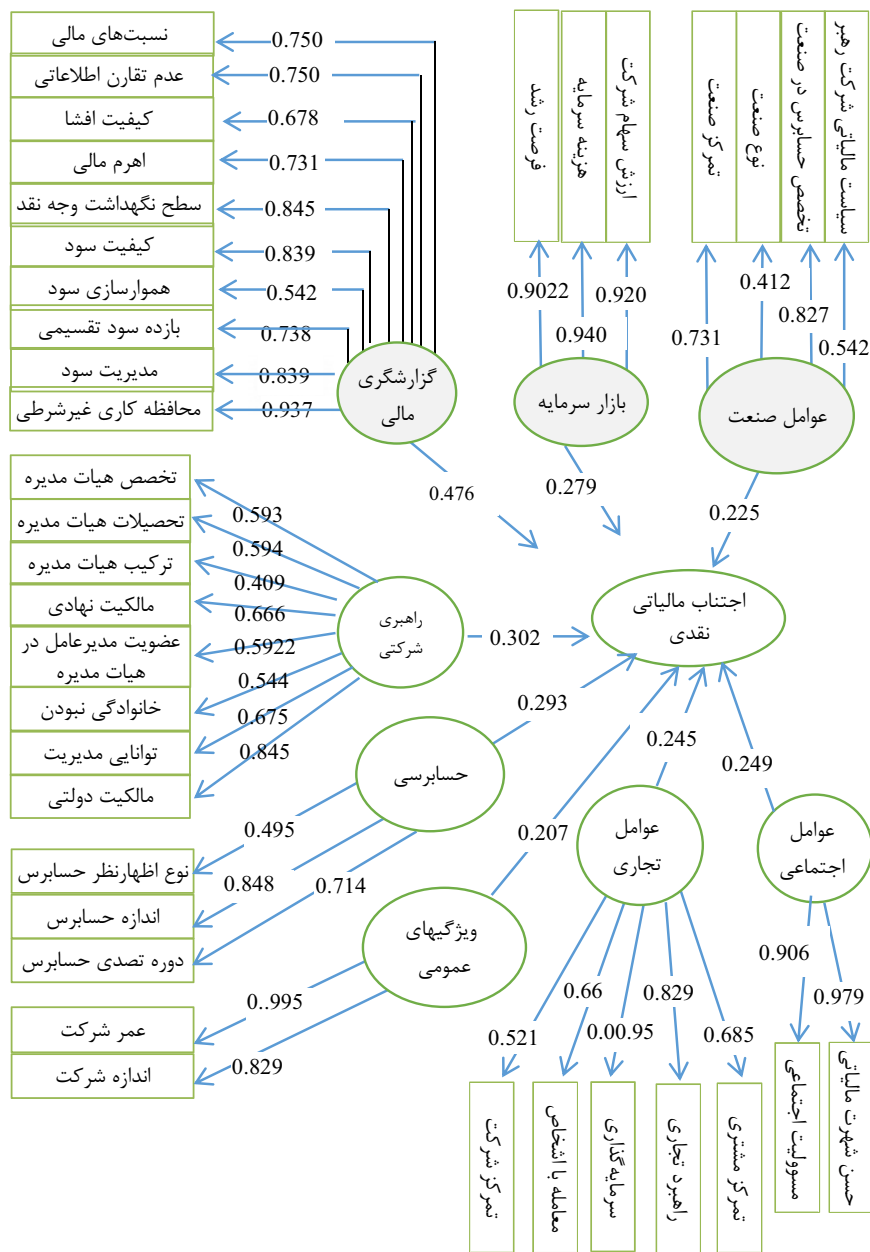 نسبت‌های مالی
0.750
عدم تقارن اطلاعاتی
0.750
کیفیت افشا
0.678
اهرم مالی
0.731
سطح نگهداشت وجه نقد
0.845
کیفیت سود
0.839
هموارسازی سود
0.542
بازده سود تقسیمی
0.738
مدیریت سود
0.839
محافظه کاری غیرشرطی
0.937
گزارشگری
مالی
0.476
فرصت رشد
هزینه سرمایه
ارزش سهام شرکت
0.9022
0.940
0.920
بازار سرمایه
0.279
تمرکز صنعت
نوع صنعت
تخصص حسابرس در صنعت
سیاست مالیاتی شرکت رهبر
0.731
0.412
0.827
0.542
عوامل صنعت
0.225
اجتناب مالیاتی
نقدی
تخصص هیات مدیره
0.593
تحصیلات هیات مدیره
0.594
ترکیب هیات مدیره
0.409
مالکیت نهادی
0.666
عضویت مدیرعامل در
هیات مدیره
0.5922
خانوادگی نبودن
0.544
توانایی مدیریت
0.675
مالکیت دولتی
0.845
راهبری
شرکتی
0.302
حسابرسی
0.293
نوع اظهارنظر حسابرس
0.495
اندازه حسابرس
0.848
دوره تصدی حسابرس
0.714
ویژگیهای
عمومی
0.207
عمر شرکت
0..995
اندازه شرکت
0.829
عوامل
تجاری
0.245
0.521
0.66
0.00.95
0.829
0.685
تمرکز شرکت
معامله با اشخاص
سرمایه‌گذاری
راهبرد تجاری
تمرکز مشتری
عوامل
اجتماعی
0.249
0.906
0.979
مسوولیت اجتماعی
حسن شهرت مالیاتی